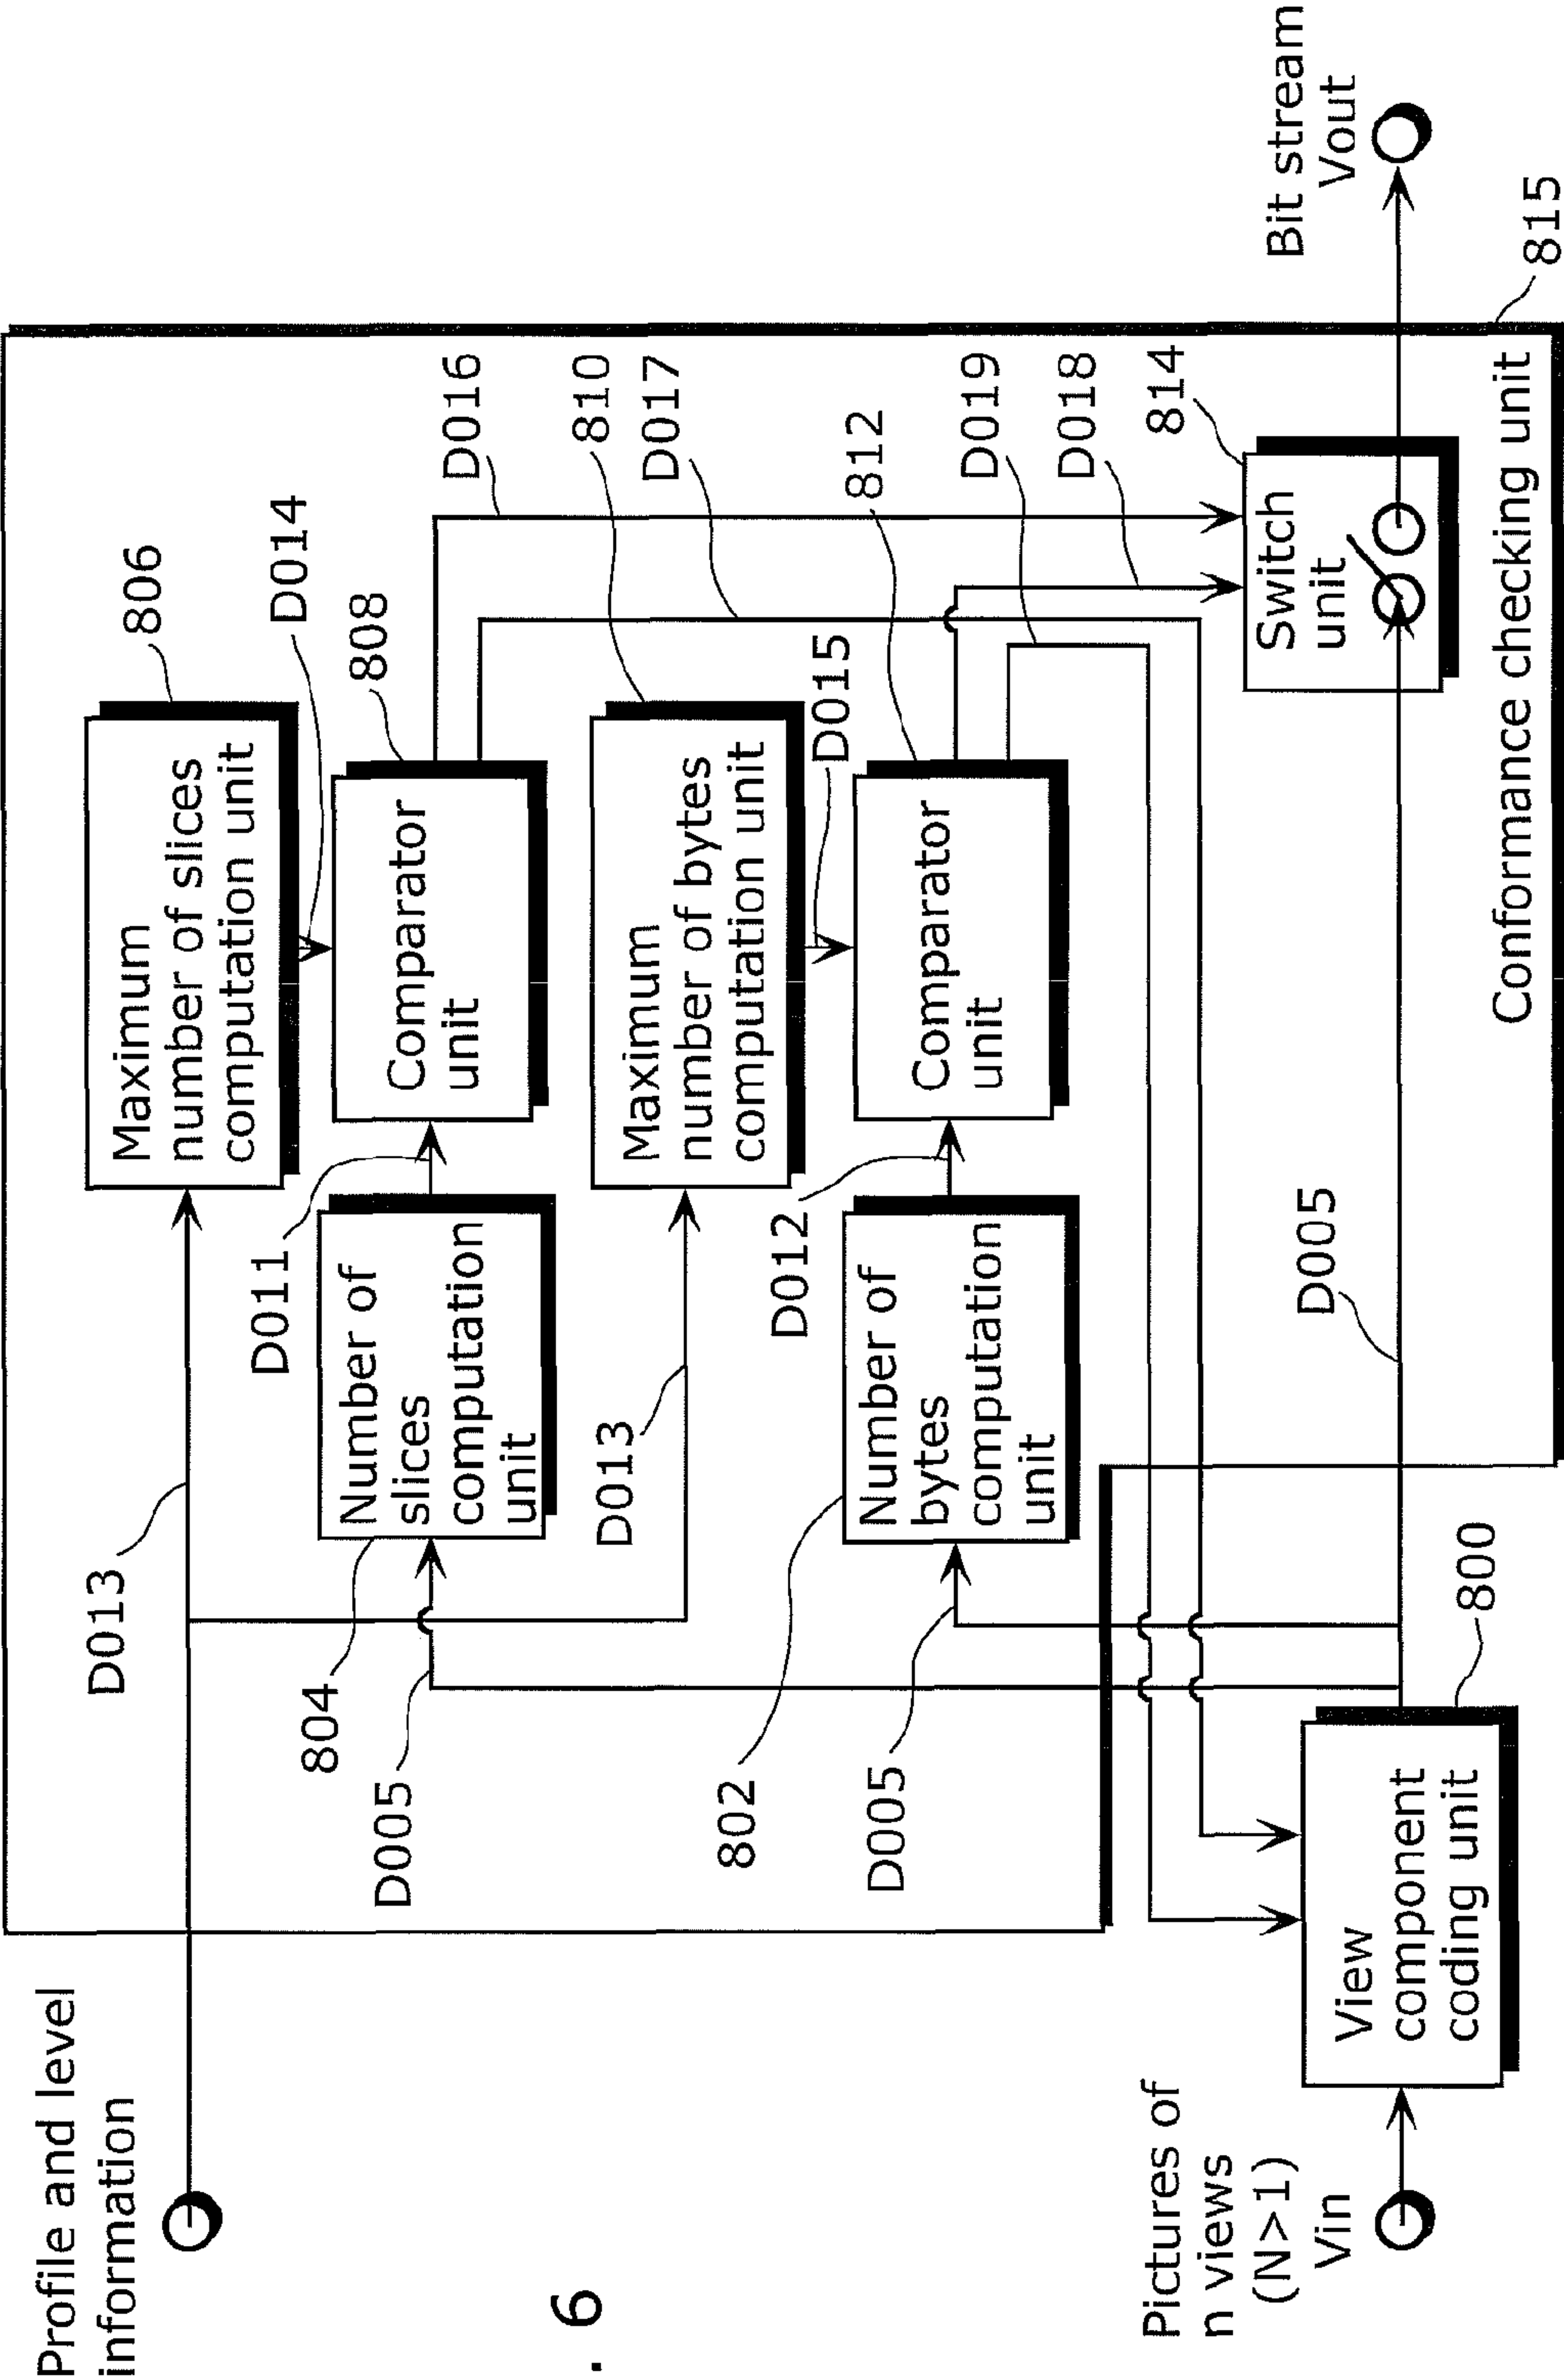 . 6
Profile and level
information
D013
806
Maximum
number of slices
computation unit
D014
D011
808
D016
804
Number of
slices
computation
unit
Comparator
unit
D005
D013
810
D017
Maximum
number of bytes
computation unit
D015
D012
812
802
Number of
bytes
computation
unit
Comparator
unit
D019
D018
D005
814
Switch
unit
D005
Bit stream
Vout
Pictures of
n views
(N>1)
Vin
View
component
coding unit
800
Conformance checking unit
815